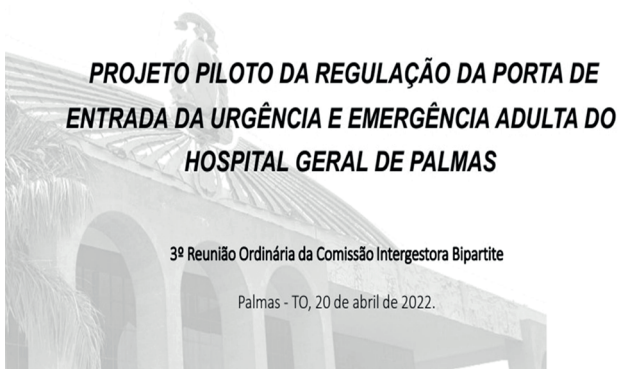 PROJETO PILOTO DA REGULAÇÃO DA PORTA DE
ENTRADA DA URGÊNCIA E EMERGÊNCIA ADULTA DO
HOSPITAL GERAL DE PALMAS
3º Reunião Ordinária da Comissão Intergestora Bipartite
Palmas - TO, 20 de abril de 2022.